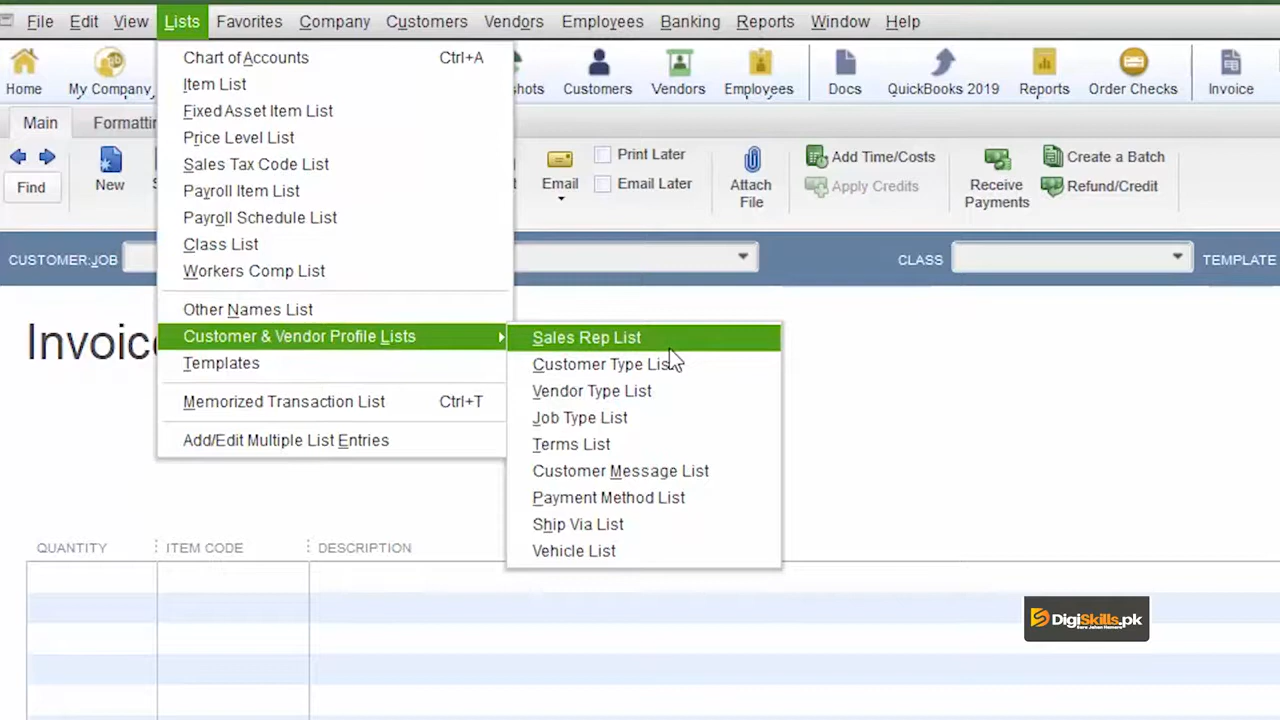 File Edit View Lists Favorites Company Customers Vendors Employees Banking Reports Window Help
Home My Company shots Customers Vendors Employees Docs QuickBooks 2019 Reports Order Checks Invoice
Main Formattin
Find
New
Email
Print Later
Email Later
Attach
File
Add Time/Costs
Apply Credits
Receive
Payments
Create a Batch
Refund/Credit
CUSTOMER:JOB CLASS TEMPLATE
Chart of Accounts Ctrl+A
Item List
Fixed Asset Item List
Price Level List
Sales Tax Code List
Payroll Item List
Payroll Schedule List
Class List
Workers Comp List
Other Names List
Customer & Vendor Profile Lists
Templates
Memorized Transaction List Ctrl+T
Add/Edit Multiple List Entries
Sales Rep List
Customer Type List
Vendor Type List
Job Type List
Terms List
Customer Message List
Payment Method List
Ship Via List
Vehicle List
Invoic
QUANTITY ITEM CODE DESCRIPTION
DigiSkills.pk